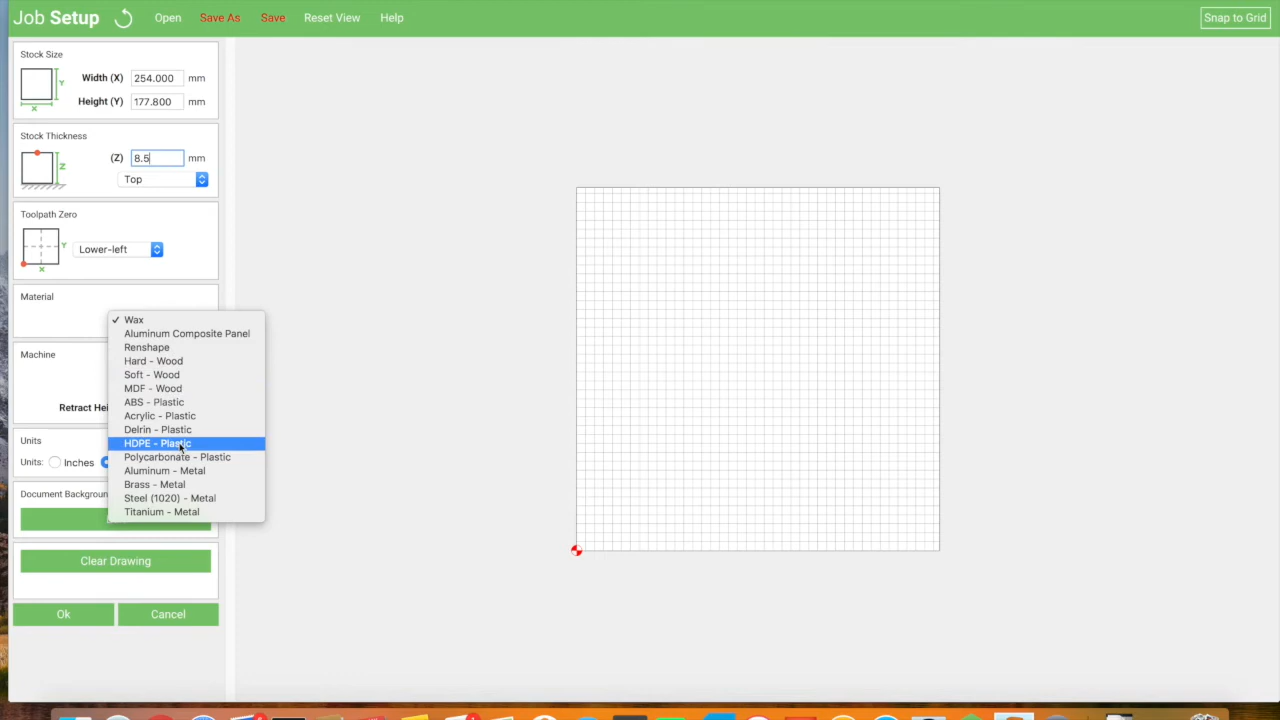 Job Setup Open Save As Save Reset View Help Snap to Grid
Stock Size
Width (X) 254.000 mm
Height (Y) 177.800 mm
Y
X
Stock Thickness
(Z) 8.5 mm
Z
Top
Toolpath Zero
Lower-left
Y
X
Material
✓ Wax
Aluminum Composite Panel
Renshape
Hard - Wood
Soft - Wood
MDF - Wood
ABS - Plastic
Acrylic - Plastic
Delrin - Plastic
HDPE - Plastic
Polycarbonate - Plastic
Aluminum - Metal
Brass - Metal
Steel (1020) - Metal
Titanium - Metal
Machine
Retract Hei
Units
Units: Inches
Document Backgroun
Clear Drawing
Ok Cancel